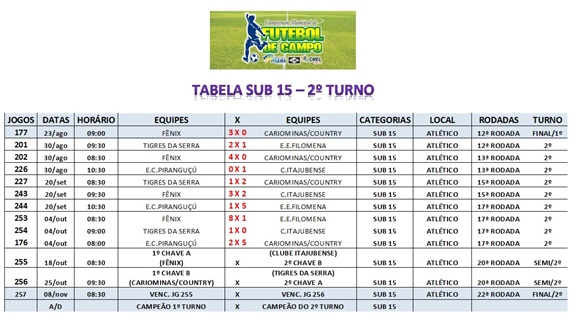 Campeonato Municipal de
FUTEBOL
DE CAMPO
TABELA SUB 15 – 2º TURNO
JOGOS DATAS HORÁRIO EQUIPES X EQUIPES CATEGORIAS LOCAL RODADAS TURNO
177 23/ago 09:00 FÊNIX 3 X 0 CARIOMINAS/COUNTRY SUB 15 ATLÉTICO 12ª RODADA FINAL/1º
201 30/ago 09:00 TIGRES DA SERRA 2 X 1 E.E.FILOMENA SUB 15 ATLÉTICO 15ª RODADA 2º
202 30/ago 08:30 FÊNIX 4 X 0 CARIOMINAS/COUNTRY SUB 15 ATLÉTICO 13ª RODADA 2º
226 30/ago 10:30 E.C.PIRANGUÇÚ 0 X 1 C.ITAJUBENSE SUB 15 ATLÉTICO 13ª RODADA 2º
227 20/set 08:30 TIGRES DA SERRA 1 X 2 CARIOMINAS/COUNTRY SUB 15 ATLÉTICO 15ª RODADA 2º
243 20/set 09:30 FÊNIX 3 X 2 C.ITAJUBENSE SUB 15 ATLÉTICO 17ª RODADA 2º
244 20/set 10:30 E.C.PIRANGUÇÚ 1 X 5 E.E.FILOMENA SUB 15 ATLÉTICO 17ª RODADA 2º
253 04/out 08:30 FÊNIX 8 X 1 E.E.FILOMENA SUB 15 ATLÉTICO 17ª RODADA 2º
254 04/out 09:00 TIGRES DA SERRA 1 X 0 C.ITAJUBENSE SUB 15 ATLÉTICO 17ª RODADA 2º
176 04/out 08:00 E.C.PIRANGUÇÚ 2 X 5 CARIOMINAS/COUNTRY SUB 15 ATLÉTICO 17ª RODADA 2º
1º CHAVE A (CLUBE ITAJUBENSE)
255 18/out 08:30 (FÊNIX) X 2º CHAVE B SUB 15 ATLÉTICO 20ª RODADA SEMI/2º
1º CHAVE B (TIGRES DA SERRA)
256 25/out 09:30 (CARIOMINAS/COUNTRY) X 2º CHAVE A SUB 15 ATLÉTICO 20ª RODADA SEMI/2º
257 08/nov 08:30 VENC. JG 255 X VENC. JG 256 SUB 15 ATLÉTICO 22ª RODADA FINAL/2º
A/D CAMPEÃO 1º TURNO X CAMPEÃO DO 2º TURNO SUB 15 ATLÉTICO